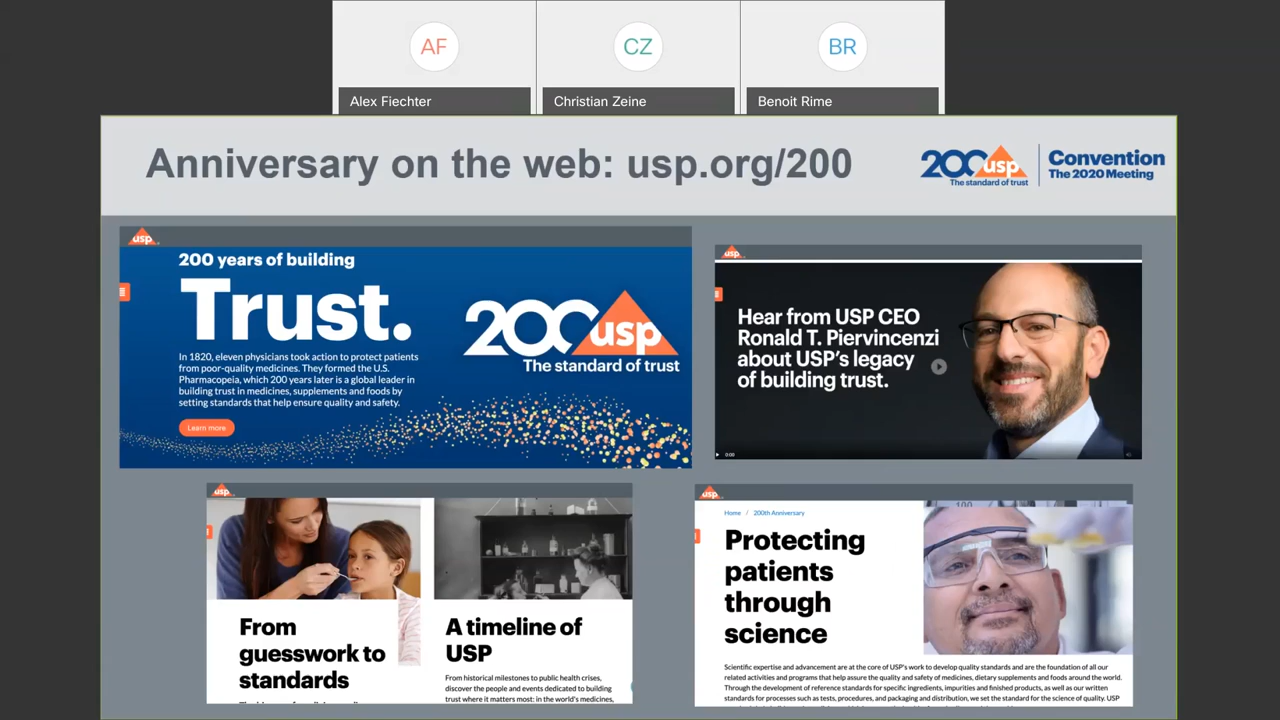 AF
CZ
BR
Alex Fiechter
Christian Zeine
Benoit Rime
Anniversary on the web: usp.org/200
200 usp
The standard of trust
Convention
The 2020 Meeting
usp
200 years of building
Trust.
In 1820, eleven physicians took action to protect patients
from poor-quality medicines. They formed the U.S.
Pharmacopeia, which 200 years later is a global leader in
building trust in medicines, supplements and foods by
setting standards that help ensure quality and safety.
Learn more
200 usp
The standard of trust
usp
Hear from USP CEO
Ronald T. Piervincenzi
about USP's legacy
of building trust.
0:00
usp
From
guesswork to
standards
A timeline of
USP
From historical milestones to public health crises,
discover the people and events dedicated to building
trust where it matters most: in the world's medicines,
usp
Home / 200th Anniversary
100
Protecting
patients
through
science
Scientific expertise and advancement are at the core of USP's work to develop quality standards and are the foundation of all our
related activities and programs that help assure the quality and safety of medicines, dietary supplements and foods around the world.
Through the development of reference standards for specific ingredients, impurities and finished products, as well as our written
standards for processes such as tests, procedures, and packaging and distribution, we set the standard for the science of quality. USP